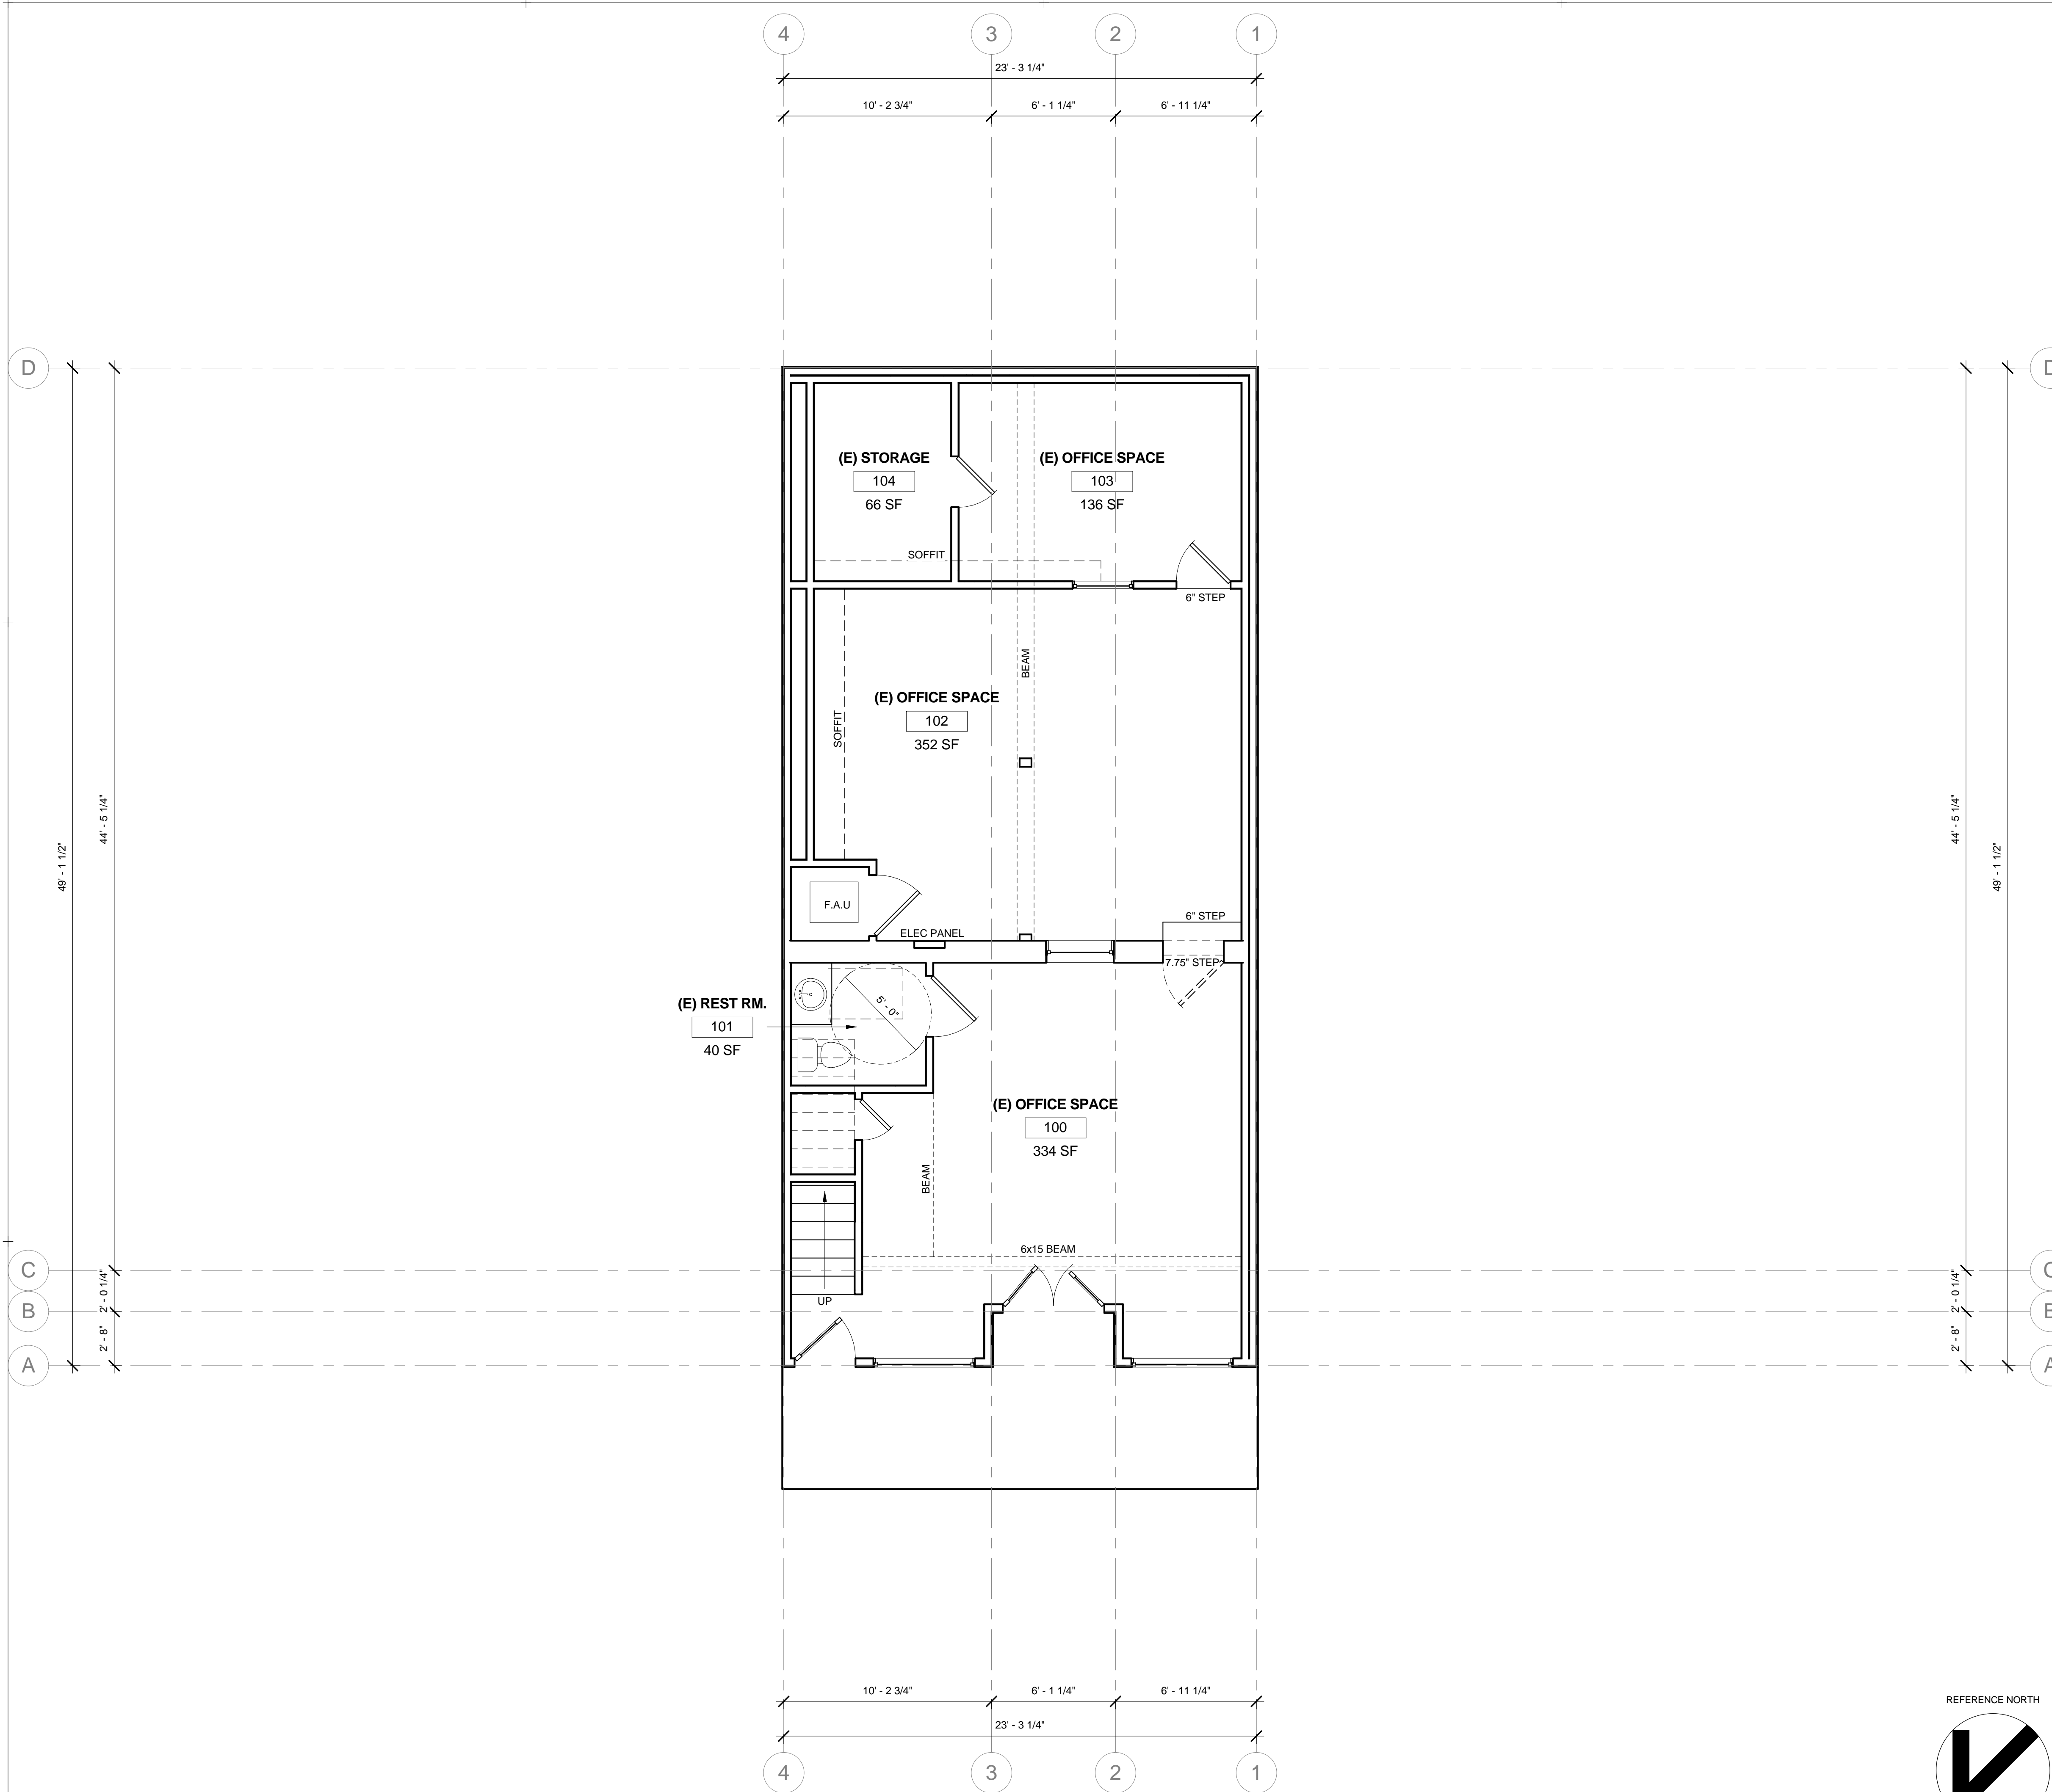 4 3 2 1
23' - 3 1/4"
10' - 2 3/4" 6' - 1 1/4" 6' - 11 1/4"
D D
(E) STORAGE
104
66 SF
(E) OFFICE SPACE
103
136 SF
SOFFIT
6" STEP
BEAM
(E) OFFICE SPACE
102
352 SF
SOFFIT
44' - 5 1/4"
49' - 1 1/2"
44' - 5 1/4"
49' - 1 1/2"
F.A.U
ELEC PANEL
6" STEP
7.75" STEP
(E) REST RM.
101
40 SF
5' - 0"
(E) OFFICE SPACE
100
334 SF
BEAM
6x15 BEAM
UP
C C
2' - 0 1/4"
2' - 0 1/4"
B B
2' - 8"
2' - 8"
A A
10' - 2 3/4" 6' - 1 1/4" 6' - 11 1/4"
23' - 3 1/4"
4 3 2 1
REFERENCE NORTH